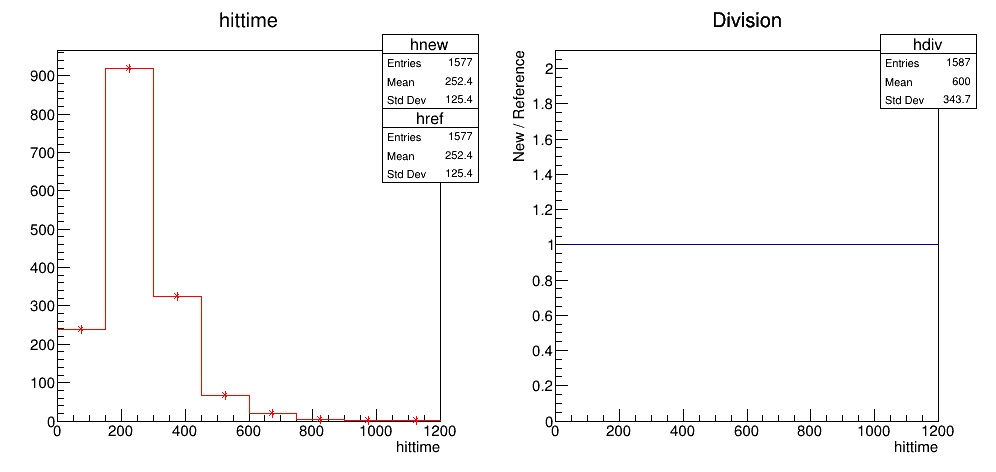 hittime
hnew
Entries 1577
Mean 252.4
Std Dev 125.4
href
Entries 1577
Mean 252.4
Std Dev 125.4
900
800
700
600
500
400
300
200
100
0
0 200 400 600 800 1000 1200
hittime
Division
hdiv
Entries 1587
Mean 600
Std Dev 343.7
New / Reference
2
1.8
1.6
1.4
1.2
1
0.8
0.6
0.4
0.2
0
0 200 400 600 800 1000 1200
hittime